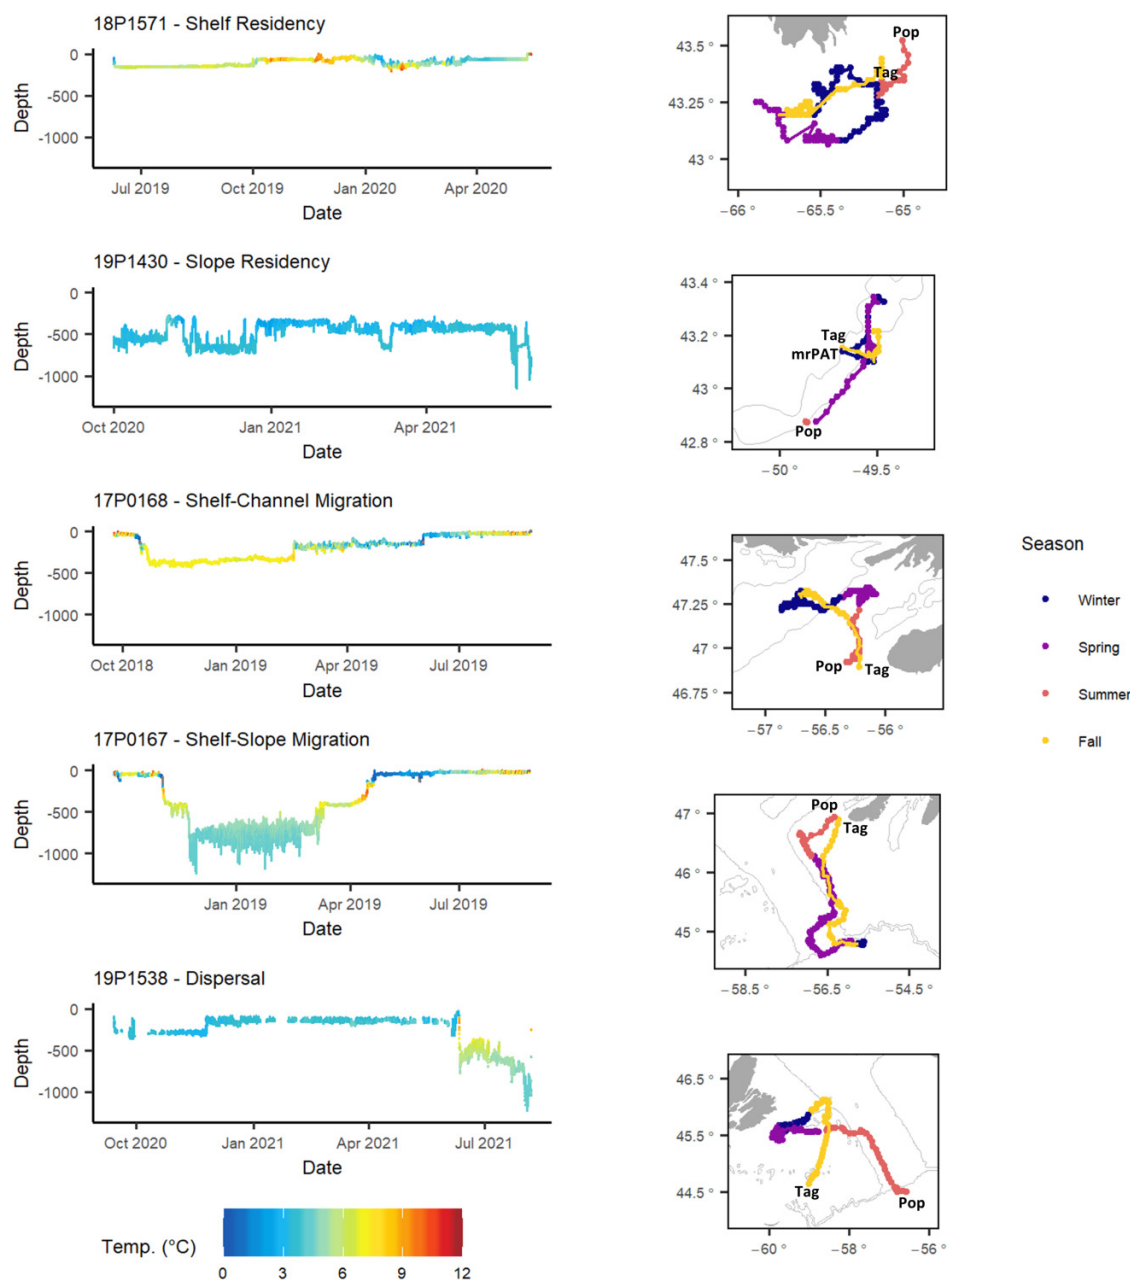 18P1571 - Shelf Residency
0
-500
-1000
Depth
Jul 2019
Oct 2019
Jan 2020
Apr 2020
Date
43.5 °
43.25 °
43 °
−66 °
−65.5 °
−65 °
Pop
Tag
19P1430 - Slope Residency
0
-500
-1000
Depth
Oct 2020
Jan 2021
Apr 2021
Date
43.4 °
43.2 °
43 °
42.8 °
−50 °
−49.5 °
Tag
mrPAT
Pop
17P0168 - Shelf-Channel Migration
0
-500
-1000
Depth
Oct 2018
Jan 2019
Apr 2019
Jul 2019
Date
47.5 °
47.25 °
47 °
46.75 °
−57 °
−56.5 °
−56 °
Pop
Tag
Season
Winter
Spring
Summer
Fall
17P0167 - Shelf-Slope Migration
0
-500
-1000
Depth
Jan 2019
Apr 2019
Jul 2019
Date
47 °
46 °
45 °
−58.5 °
−56.5 °
−54.5 °
Pop
Tag
19P1538 - Dispersal
0
-500
-1000
Depth
Oct 2020
Jan 2021
Apr 2021
Jul 2021
Date
46.5 °
45.5 °
44.5 °
−60 °
−58 °
−56 °
Tag
Pop
Temp. (°C)
0
3
6
9
12